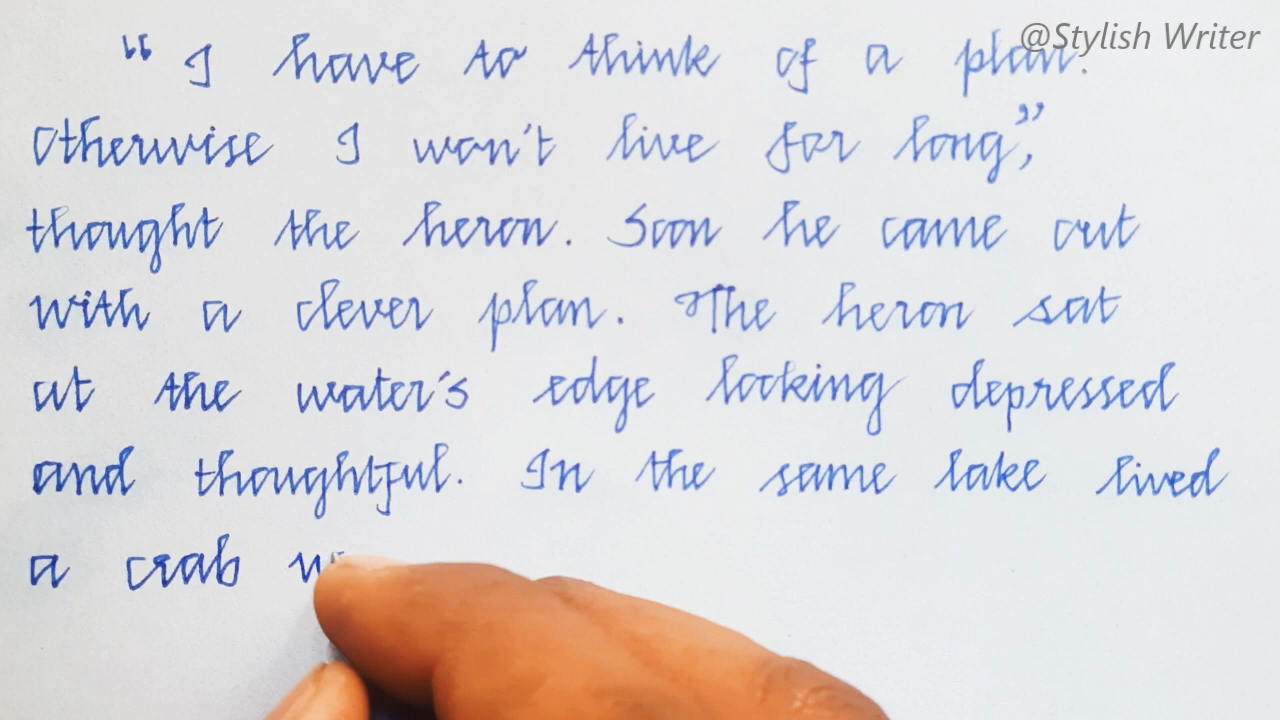 @Stylish Writer
“ I have to think of a plan.
Otherwise I won't live for long”,
thought the heron. Soon he came out
with a clever plan. The heron sat
at the water's edge looking depressed
and thoughtful. In the same lake lived
a crab